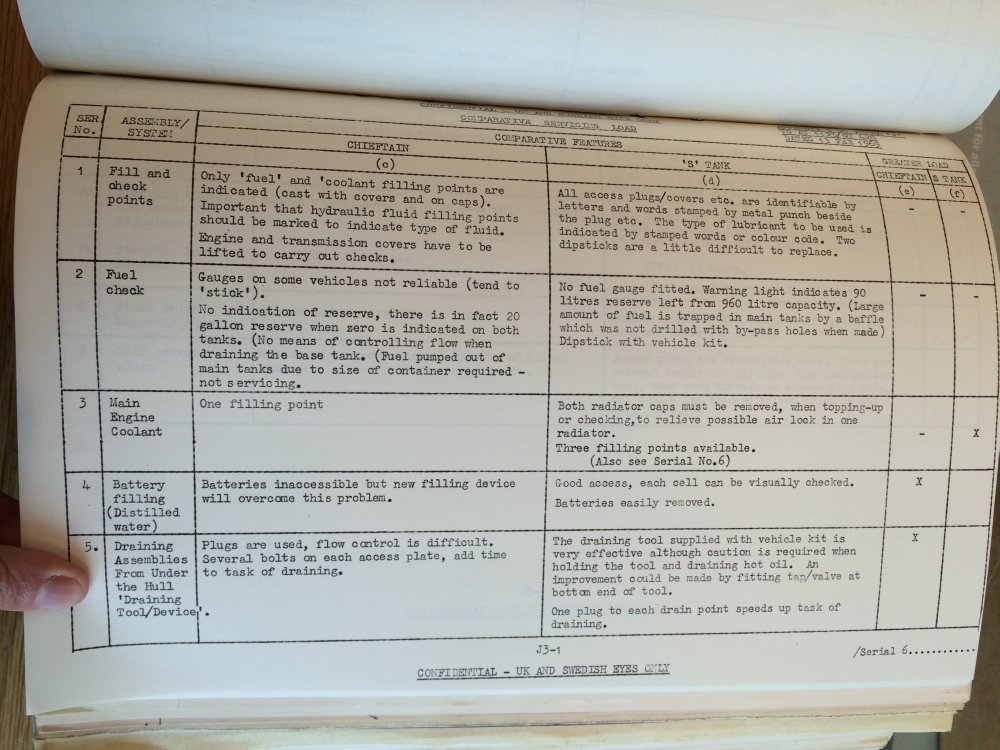 COMPARATIVE SERVICING LOAD
DATED 13 FEB 1968
SER No.
ASSEMBLY/
SYSTEM
COMPARATIVE FEATURES
GREATER LOAD
CHIEFTAIN
'S' TANK
CHIEFTAIN
S TANK
(c)
(d)
(e)
(f)
1
Fill and
check
points
Only 'fuel' and 'coolant filling points are
indicated (cast with covers and on caps).
Important that hydraulic fluid filling points
should be marked to indicate type of fluid.
Engine and transmission covers have to be
lifted to carry out checks.
All access plugs/covers etc. are identifiable by
letters and words stamped by metal punch beside
the plug etc. The type of lubricant to be used is
indicated by stamped words or colour code. Two
dipsticks are a little difficult to replace.
-
-
2
Fuel
check
Gauges on some vehicles not reliable (tend to
'stick').
No indication of reserve, there is in fact 20
gallon reserve when zero is indicated on both
tanks. (No means of controlling flow when
draining the base tank. (Fuel pumped out of
main tanks due to size of container required -
not servicing.
No fuel gauge fitted. Warning light indicates 90
litres reserve left from 960 litre capacity. (Large
amount of fuel is trapped in main tanks by a baffle
which was not drilled with by-pass holes when made)
Dipstick with vehicle kit.
-
-
3
Main
Engine
Coolant
One filling point
Both radiator caps must be removed, when topping-up
or checking,to relieve possible air lock in one
radiator.
Three filling points available.
(Also see Serial No.6)
-
X
4
Battery
filling
(Distilled
water)
Batteries inaccessible but new filling device
will overcome this problem.
Good access, each cell can be visually checked.
Batteries easily removed.
X
5.
Draining
Assemblies
From Under
the Hull
'Draining
Tool/Device'.
Plugs are used, flow control is difficult.
Several bolts on each access plate, add time
to task of draining.
The draining tool supplied with vehicle kit is
very effective although caution is required when
holding the tool and draining hot oil. An
improvement could be made by fitting tap/valve at
bottom end of tool.
One plug to each drain point speeds up task of
draining.
X
J3-1
/Serial 6............
CONFIDENTIAL - UK AND SWEDISH EYES ONLY